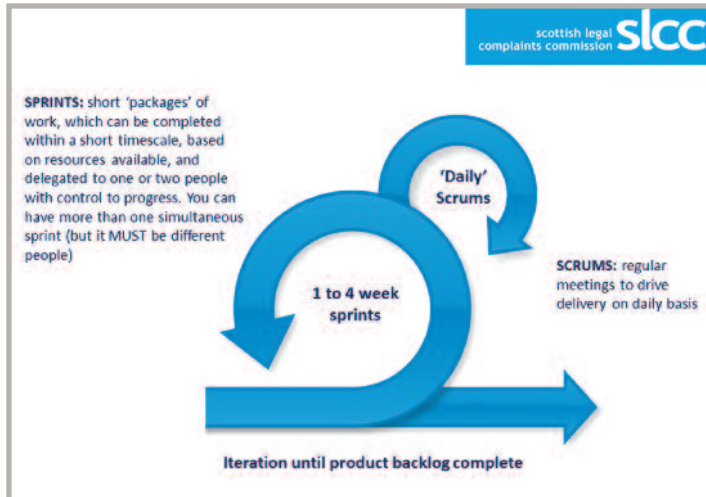 scottish legal
complaints commission slcc
SPRINTS: short ‘packages’ of
work, which can be completed
within a short timescale, based
on resources available, and
delegated to one or two people
with control to progress. You can
have more than one simultaneous
sprint (but it MUST be different
people)
‘Daily’
Scrums
SCRUMS: regular
meetings to drive
delivery on daily basis
1 to 4 week
sprints
Iteration until product backlog complete